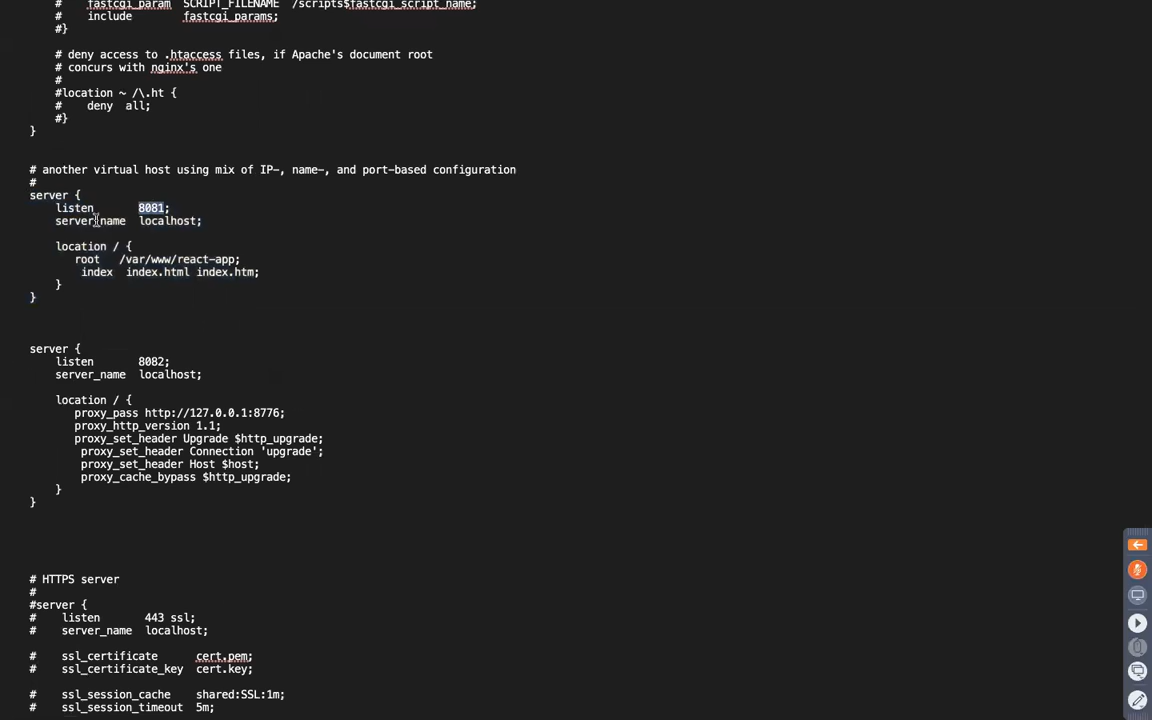 #    fastcgi_param  SCRIPT_FILENAME  /scripts$fastcgi_script_name;
#    include        fastcgi_params;
#}
# deny access to .htaccess files, if Apache's document root
# concurs with nginx's one
#
#location ~ /\.ht {
#    deny  all;
#}
}
# another virtual host using mix of IP-, name-, and port-based configuration
#
server {
listen       8081;
server_name  localhost;
location / {
root   /var/www/react-app;
index  index.html index.htm;
}
}
server {
listen       8082;
server_name  localhost;
location / {
proxy_pass http://127.0.0.1:8776;
proxy_http_version 1.1;
proxy_set_header Upgrade $http_upgrade;
proxy_set_header Connection 'upgrade';
proxy_set_header Host $host;
proxy_cache_bypass $http_upgrade;
}
}
# HTTPS server
#
#server {
#    listen       443 ssl;
#    server_name  localhost;
#    ssl_certificate      cert.pem;
#    ssl_certificate_key  cert.key;
#    ssl_session_cache    shared:SSL:1m;
#    ssl_session_timeout  5m;